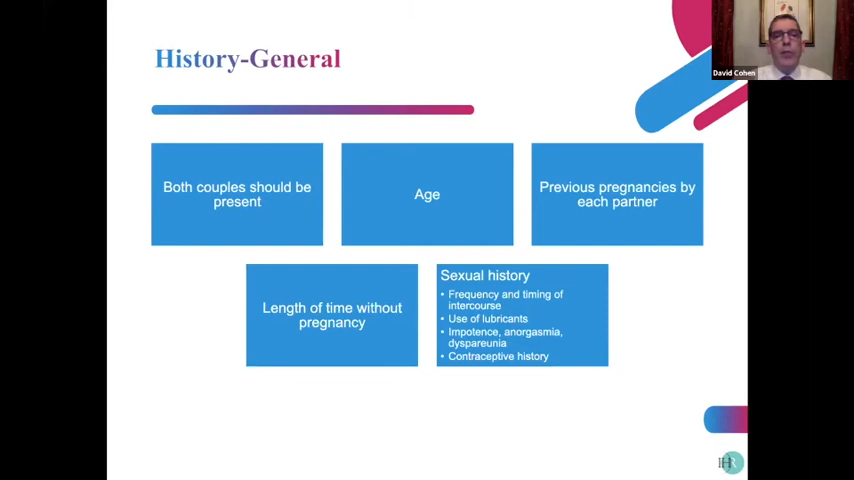 History-General
David Cohen
Both couples should be
present
Age
Previous pregnancies by
each partner
Length of time without
pregnancy
Sexual history
• Frequency and timing of
intercourse
• Use of lubricants
• Impotence, anorgasmia,
dyspareunia
• Contraceptive history
IHR